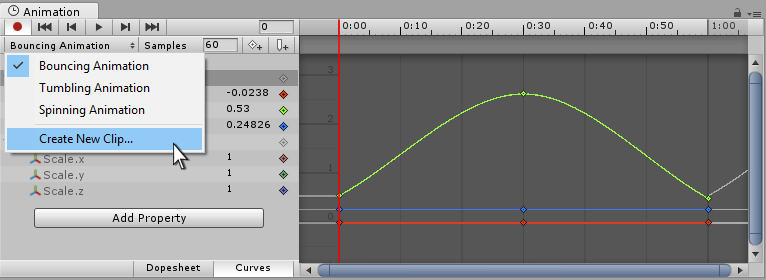 Animation
0
0:00 0:10 0:20 0:30 0:40 0:50 1:00
Bouncing Animation Samples 60
Bouncing Animation
Tumbling Animation
Spinning Animation
Create New Clip...
-0.0238
0.53
0.24826
Scale.x 1
Scale.y 1
Scale.z 1
Add Property
3
2
1
0
Dopesheet Curves